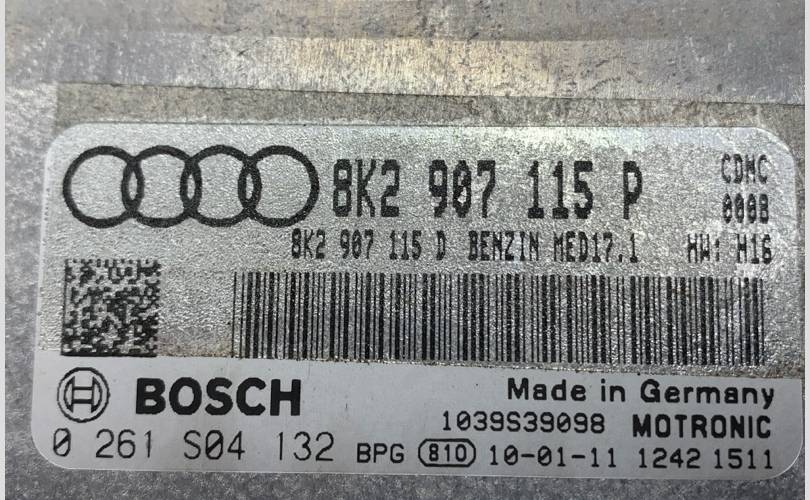 8K2 907 115 P CDMC
0008
8K2 907 115 D BENZIN MED17.1 HW: H16
BOSCH Made in Germany
1039S39098 MOTRONIC
0 261 S04 132 BPG 810 10-01-11 1242 1511